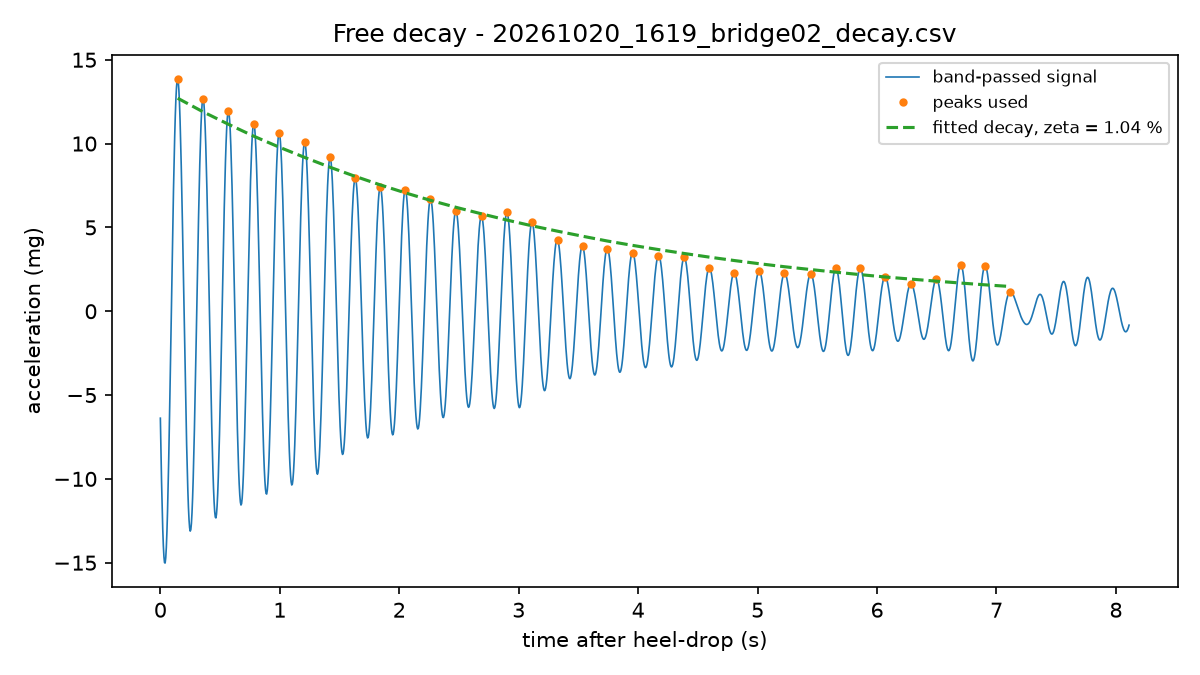 Free decay - 20261020_1619_bridge02_decay.csv
band-passed signal
peaks used
fitted decay, zeta = 1.04 %
acceleration (mg)
15
10
5
0
−5
−10
−15
0 1 2 3 4 5 6 7 8
time after heel-drop (s)